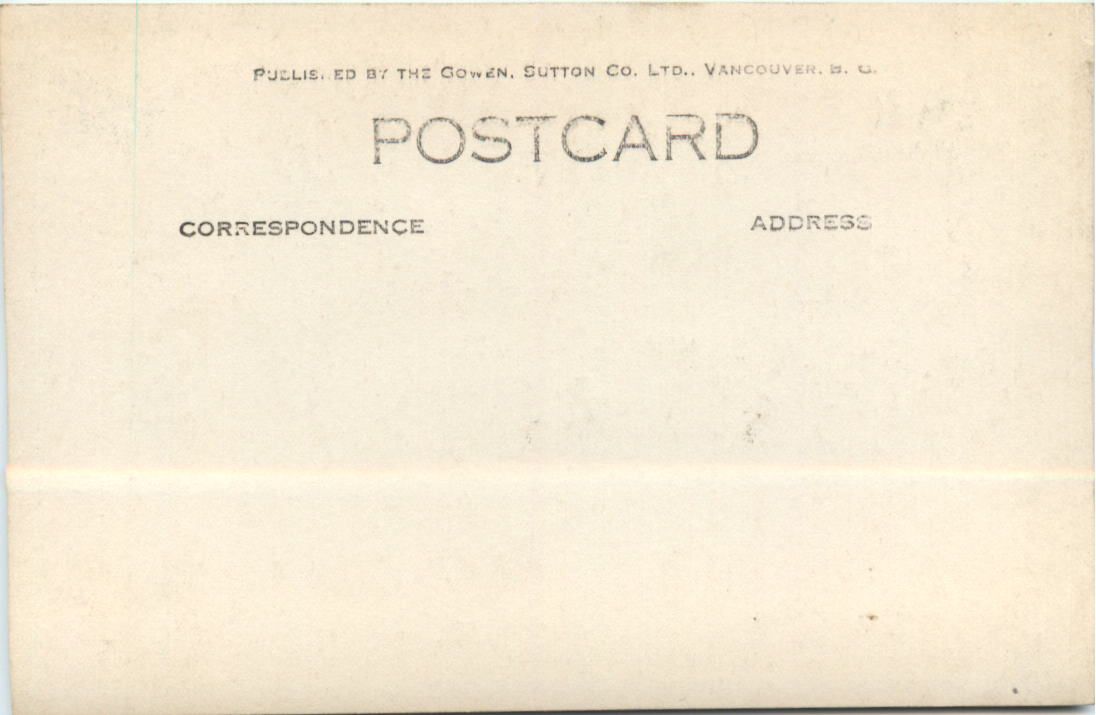 PUBLISHED BY THE GOWEN, SUTTON CO. LTD., VANCOUVER, B. C.
POSTCARD
CORRESPONDENCE
ADDRESS